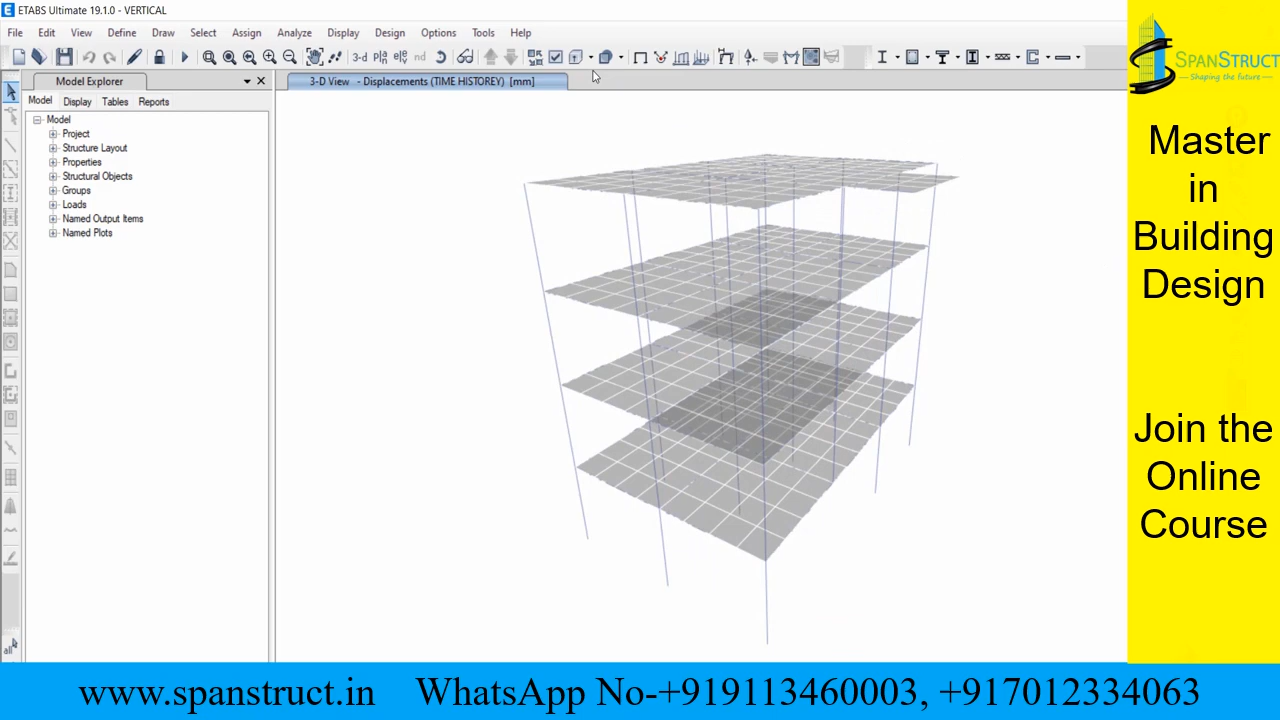 ETABS Ultimate 19.1.0 - VERTICAL
File Edit View Define Draw Select Assign Analyze Display Design Options Tools Help
3-d nd
Model Explorer
3-D View - Displacements (TIME HISTOREY) [mm]
Model Display Tables Reports
Model
Project
Structure Layout
Properties
Structural Objects
Groups
Loads
Named Output Items
Named Plots
all
SPANSTRUCT
Shaping the future
Master
in
Building
Design
Join the
Online
Course
www.spanstruct.in WhatsApp No-+919113460003, +917012334063